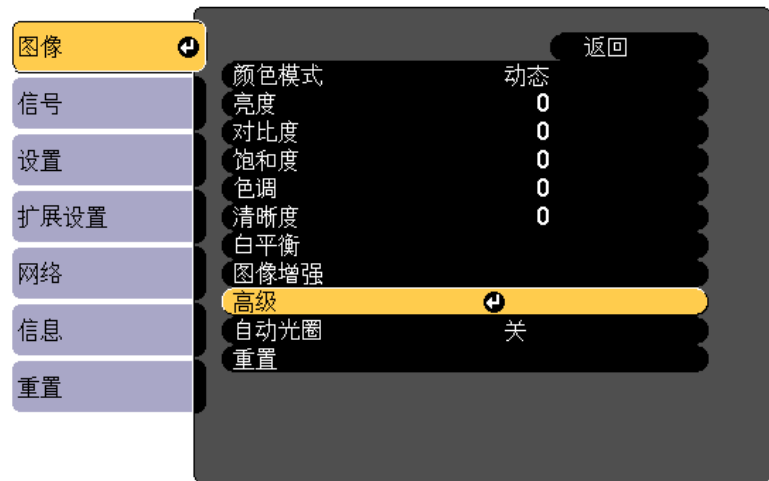 图像
信号
设置
扩展设置
网络
信息
重置
返回
颜色模式 动态
亮度 0
对比度 0
饱和度 0
色调 0
清晰度 0
白平衡
图像增强
高级
自动光圈 关
重置